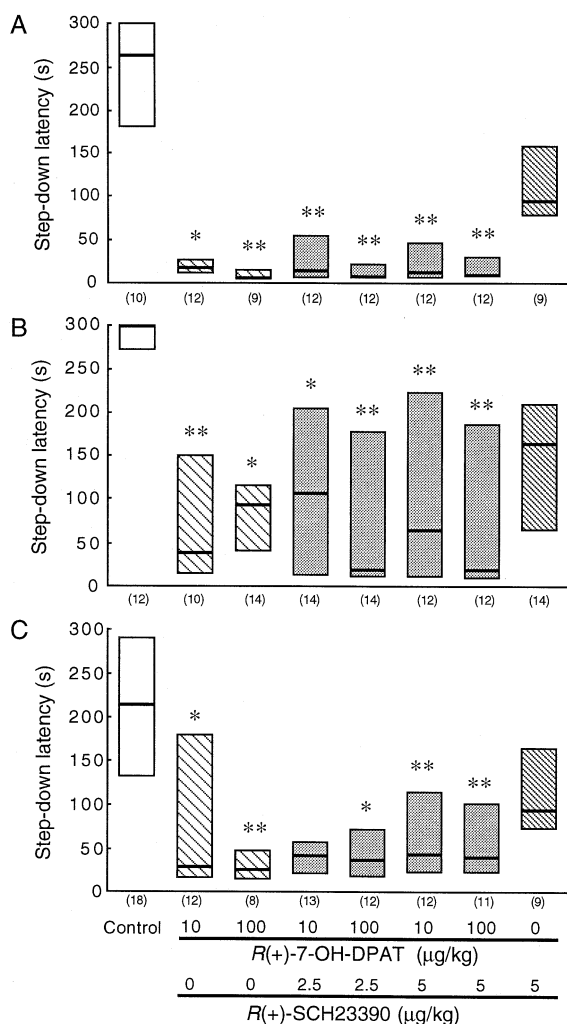 A
Step-down latency (s)
300
250
200
150
100
50
0
* ** ** ** ** **
(10) (12) (9) (12) (12) (12) (12) (9)
B
Step-down latency (s)
300
250
200
150
100
50
0
** * * ** ** **
(12) (10) (14) (14) (14) (12) (12) (14)
C
Step-down latency (s)
300
250
200
150
100
50
0
* ** * ** **
(18) (12) (8) (13) (12) (12) (11) (9)
Control 10 100 10 100 10 100 0
R(+)-7-OH-DPAT (μg/kg)
0 0 2.5 2.5 5 5 5
R(+)-SCH23390 (μg/kg)